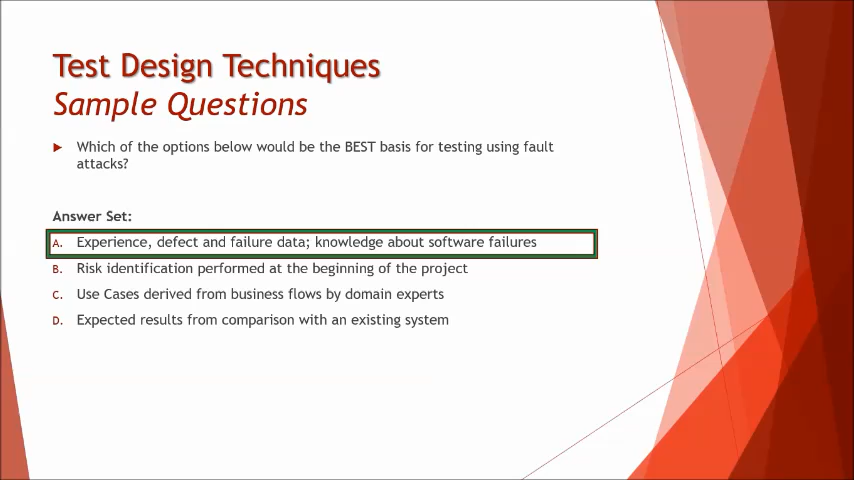 Test Design Techniques
Sample Questions
Which of the options below would be the BEST basis for testing using fault
attacks?
Answer Set:
A. Experience, defect and failure data; knowledge about software failures
B. Risk identification performed at the beginning of the project
C. Use Cases derived from business flows by domain experts
D. Expected results from comparison with an existing system